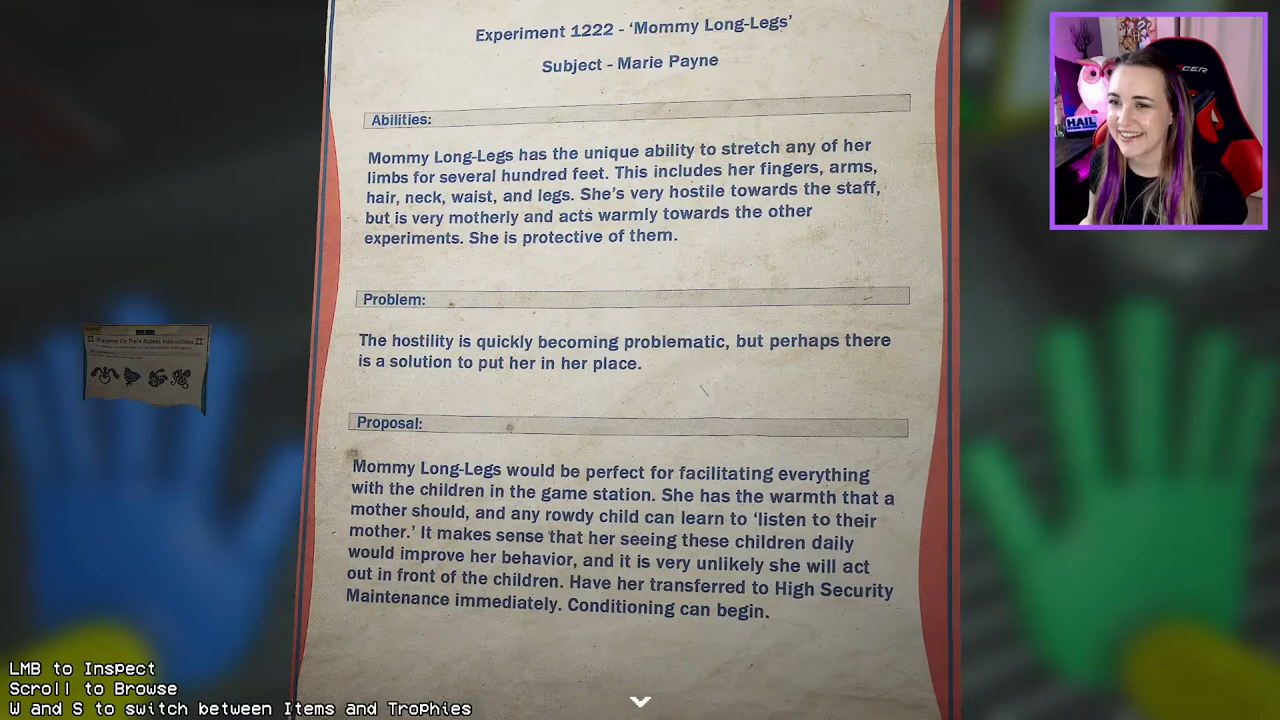 Experiment 1222 - ‘Mommy Long-Legs’
Subject - Marie Payne
Abilities:
Mommy Long-Legs has the unique ability to stretch any of her
limbs for several hundred feet. This includes her fingers, arms,
hair, neck, waist, and legs. She's very hostile towards the staff,
but is very motherly and acts warmly towards the other
experiments. She is protective of them.
Problem:
The hostility is quickly becoming problematic, but perhaps there
is a solution to put her in her place.
Proposal:
Mommy Long-Legs would be perfect for facilitating everything
with the children in the game station. She has the warmth that a
mother should, and any rowdy child can learn to ‘listen to their
mother.’ It makes sense that her seeing these children daily
would improve her behavior, and it is very unlikely she will act
out in front of the children. Have her transferred to High Security
Maintenance immediately. Conditioning can begin.
Playtime Co Train Access Instructions
HAIL
LMB to Inspect
Scroll to Browse
W and S to switch between Items and Trophies